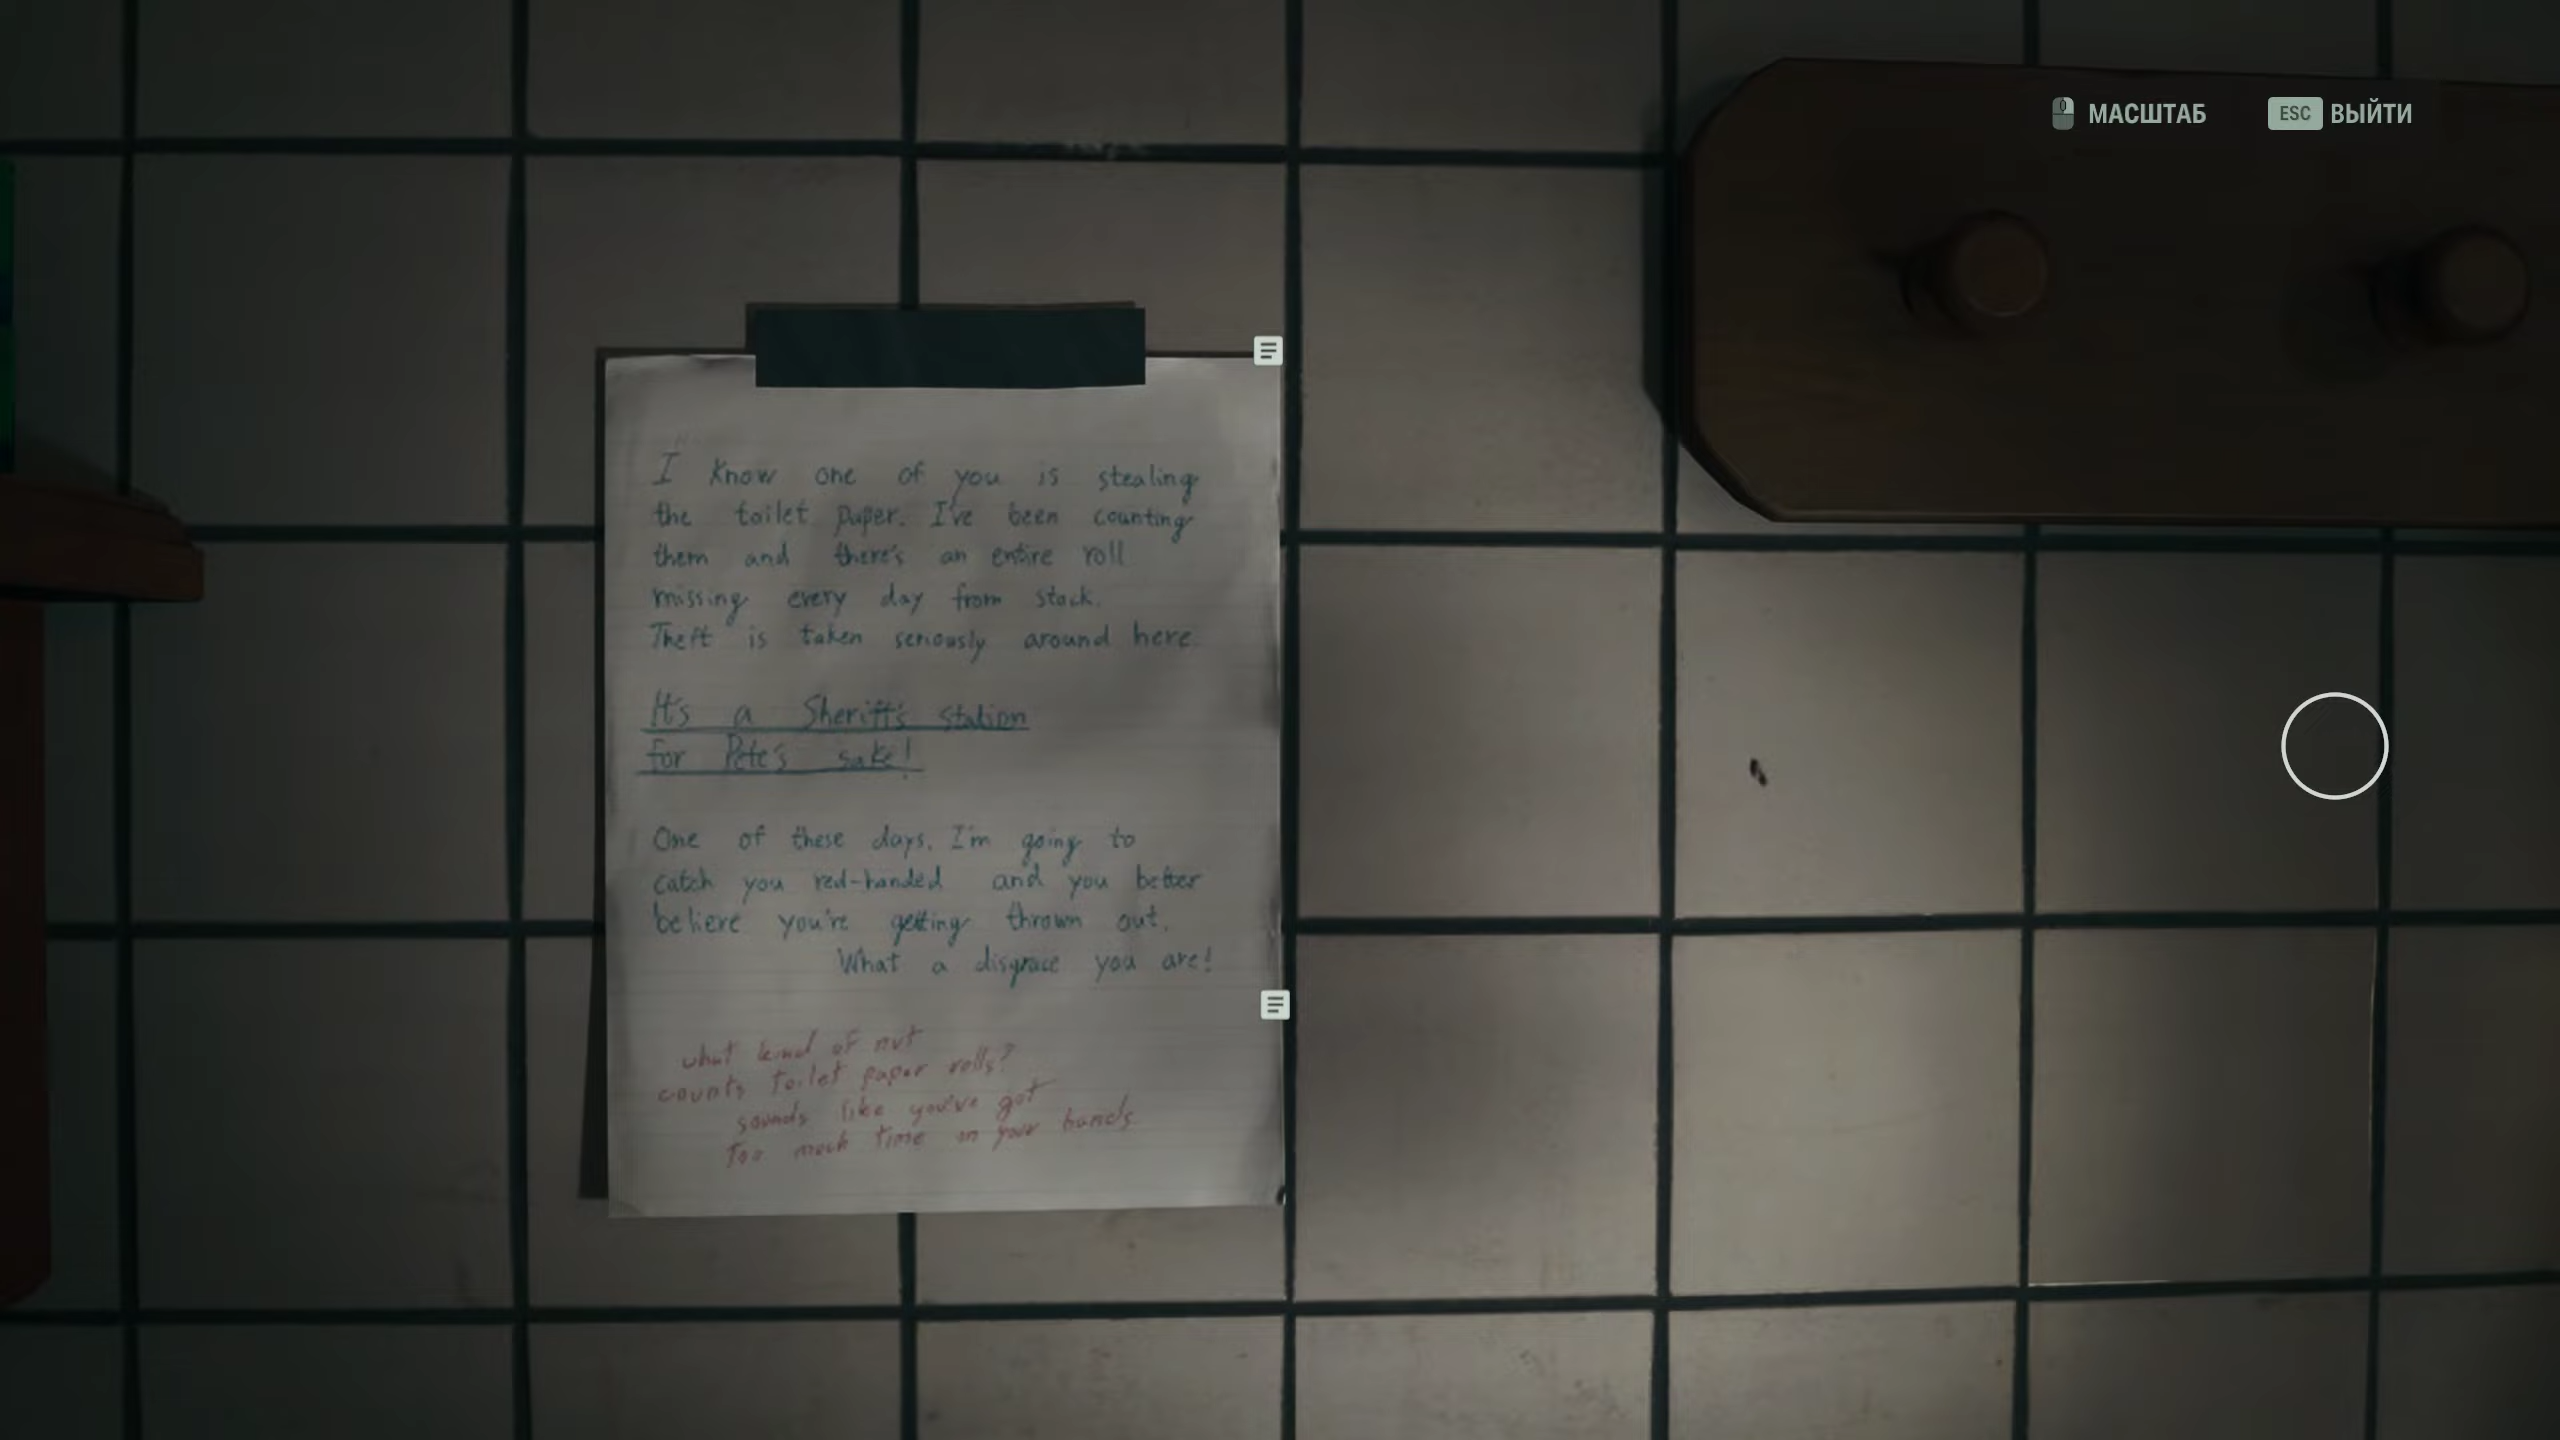 МАСШТАБ
ESC ВЫЙТИ
I know one of you is stealing
the toilet paper. I've been counting
them and there's an entire roll
missing every day from stock.
Theft is taken seriously around here.
It's a Sheriff's station
for Pete's sake!
One of these days, I'm going to
catch you red-handed and you better
believe you're getting thrown out.
What a disgrace you are!
what kind of nut
counts toilet paper rolls?
sounds like you've got
too much time on your hands